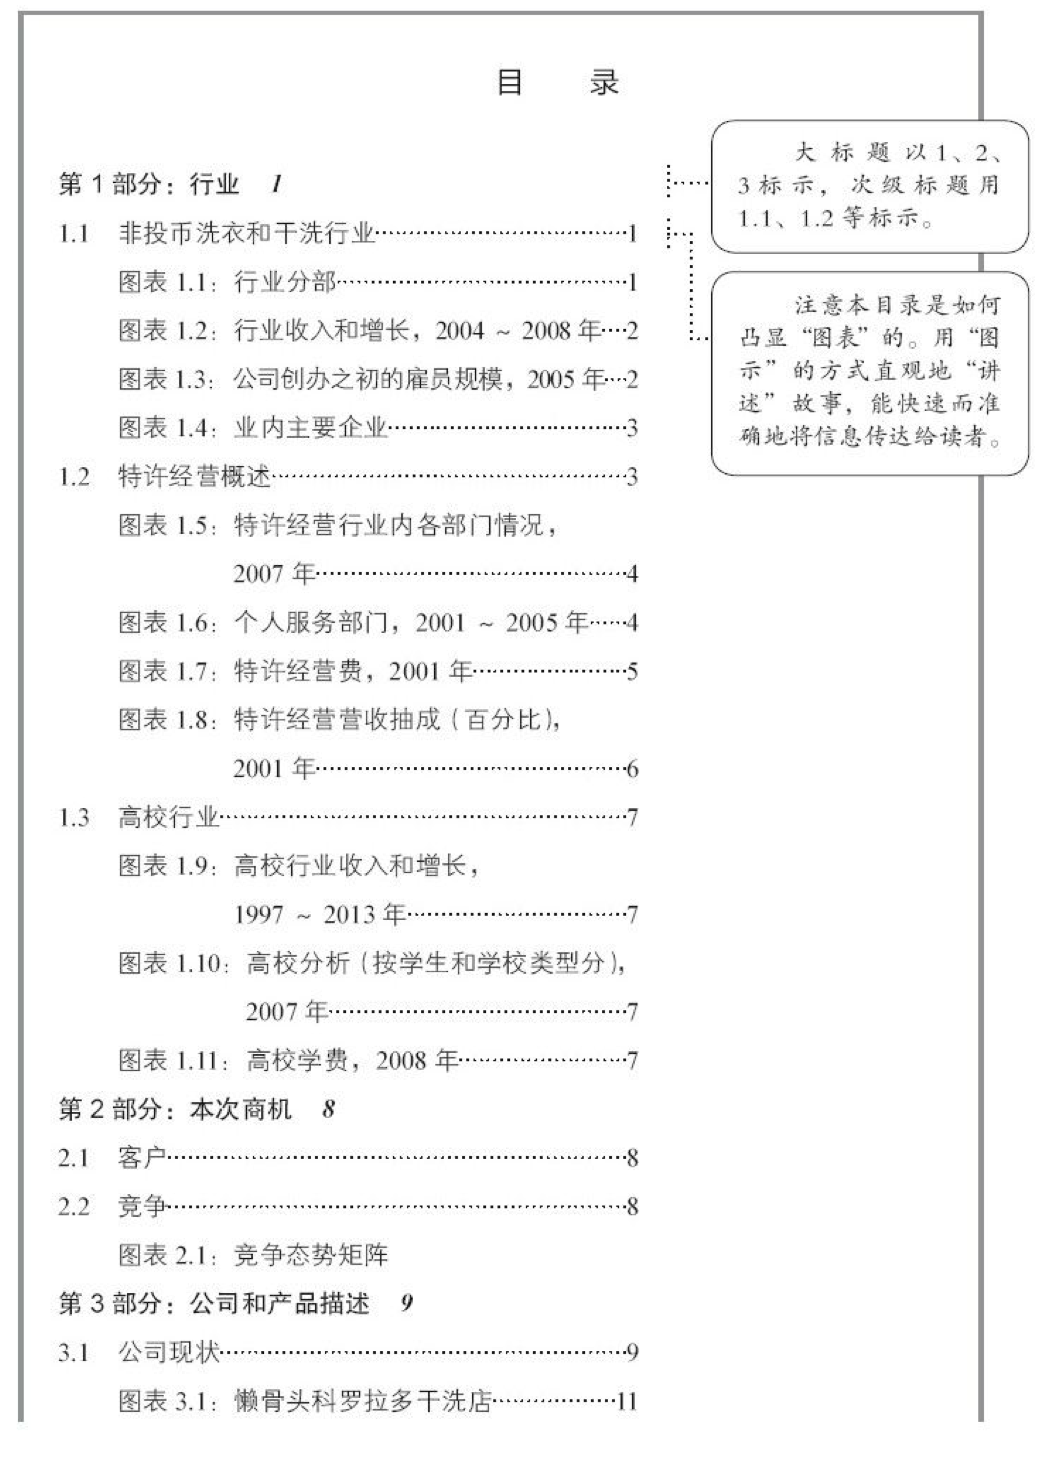 目 录
第 1 部分：行业 1
1.1 非投币洗衣和干洗行业……………………………1
图表 1.1：行业分部……………………………1
图表 1.2：行业收入和增长，2004 ~ 2008 年…2
图表 1.3：公司创办之初的雇员规模，2005 年…2
图表 1.4：业内主要企业……………………………3
1.2 特许经营概述……………………………3
图表 1.5：特许经营行业内各部门情况，
2007 年……………………………4
图表 1.6：个人服务部门，2001 ~ 2005 年……4
图表 1.7：特许经营费，2001 年………………5
图表 1.8：特许经营营收抽成（百分比），
2001 年……………………………6
1.3 高校行业……………………………7
图表 1.9：高校行业收入和增长，
1997 ~ 2013 年……………………………7
图表 1.10：高校分析（按学生和学校类型分），
2007 年……………………………7
图表 1.11：高校学费，2008 年…………………7
第 2 部分：本次商机 8
2.1 客户……………………………8
2.2 竞争……………………………8
图表 2.1：竞争态势矩阵
第 3 部分：公司和产品描述 9
3.1 公司现状……………………………9
图表 3.1：懒骨头科罗拉多干洗店……………11
大标题以1、2、
3标示，次级标题用
1.1、1.2等标示。
注意本目录是如何
凸显“图表”的。用“图
示”的方式直观地“讲
述”故事，能快速而准
确地将信息传达给读者。